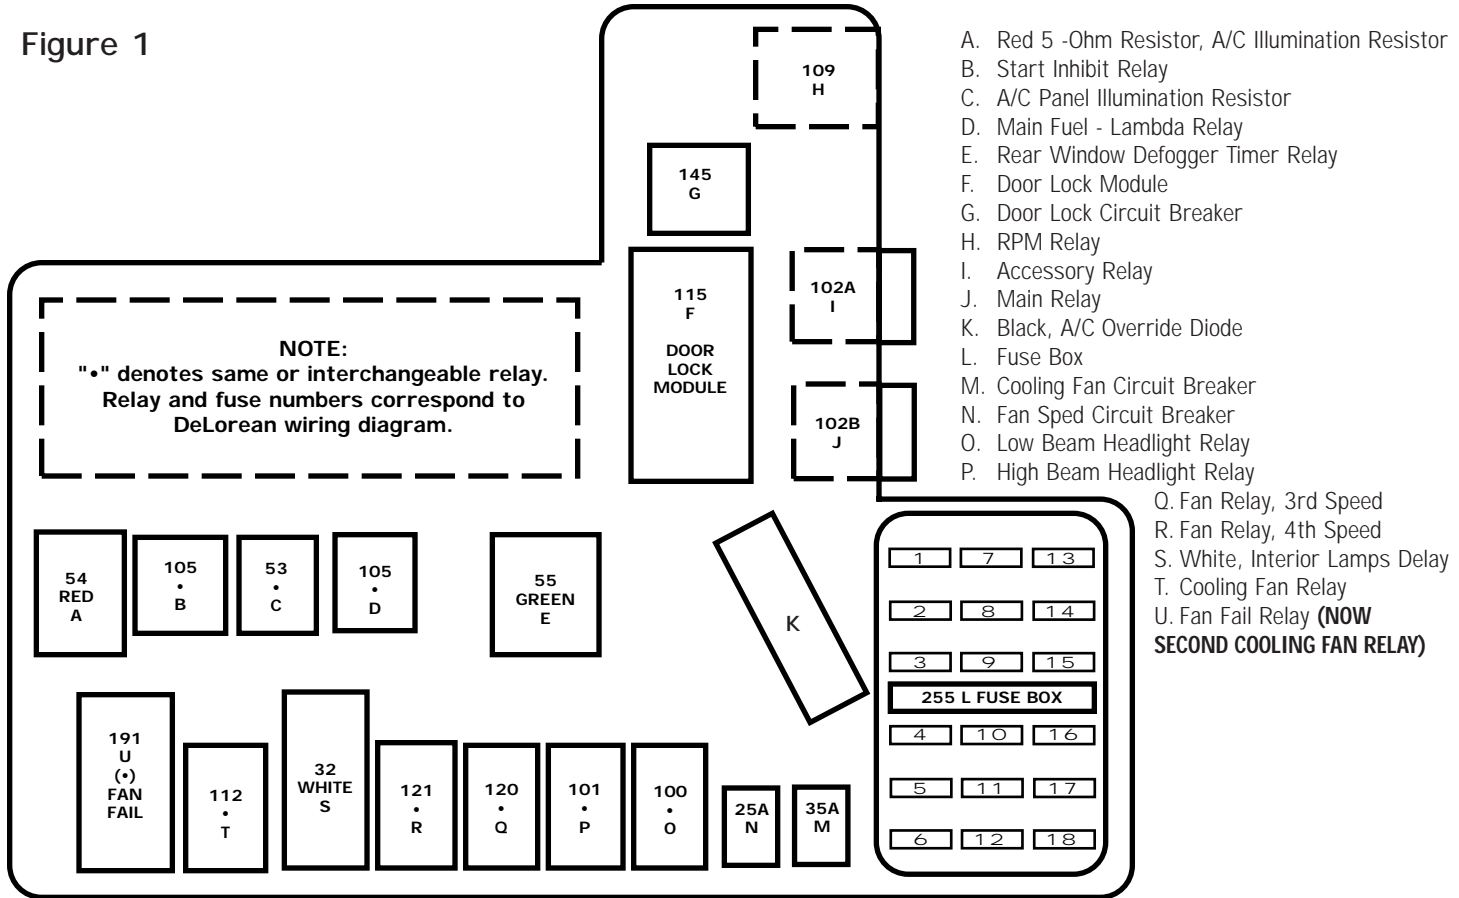 Figure 1
109
H
145
G
115
F
DOOR
LOCK
MODULE
102A
I
102B
J
NOTE:
"•" denotes same or interchangeable relay.
Relay and fuse numbers correspond to
DeLorean wiring diagram.
54
RED
A
105
•
B
53
•
C
105
•
D
55
GREEN
E
K
191
U
(•)
FAN
FAIL
112
•
T
32
WHITE
S
121
•
R
120
•
Q
101
•
P
100
•
O
25A
N
35A
M
1 7 13
2 8 14
3 9 15
255 L FUSE BOX
4 10 16
5 11 17
6 12 18
A. Red 5 -Ohm Resistor, A/C Illumination Resistor
B. Start Inhibit Relay
C. A/C Panel Illumination Resistor
D. Main Fuel - Lambda Relay
E. Rear Window Defogger Timer Relay
F. Door Lock Module
G. Door Lock Circuit Breaker
H. RPM Relay
I. Accessory Relay
J. Main Relay
K. Black, A/C Override Diode
L. Fuse Box
M. Cooling Fan Circuit Breaker
N. Fan Sped Circuit Breaker
O. Low Beam Headlight Relay
P. High Beam Headlight Relay
Q. Fan Relay, 3rd Speed
R. Fan Relay, 4th Speed
S. White, Interior Lamps Delay
T. Cooling Fan Relay
U. Fan Fail Relay (NOW
SECOND COOLING FAN RELAY)